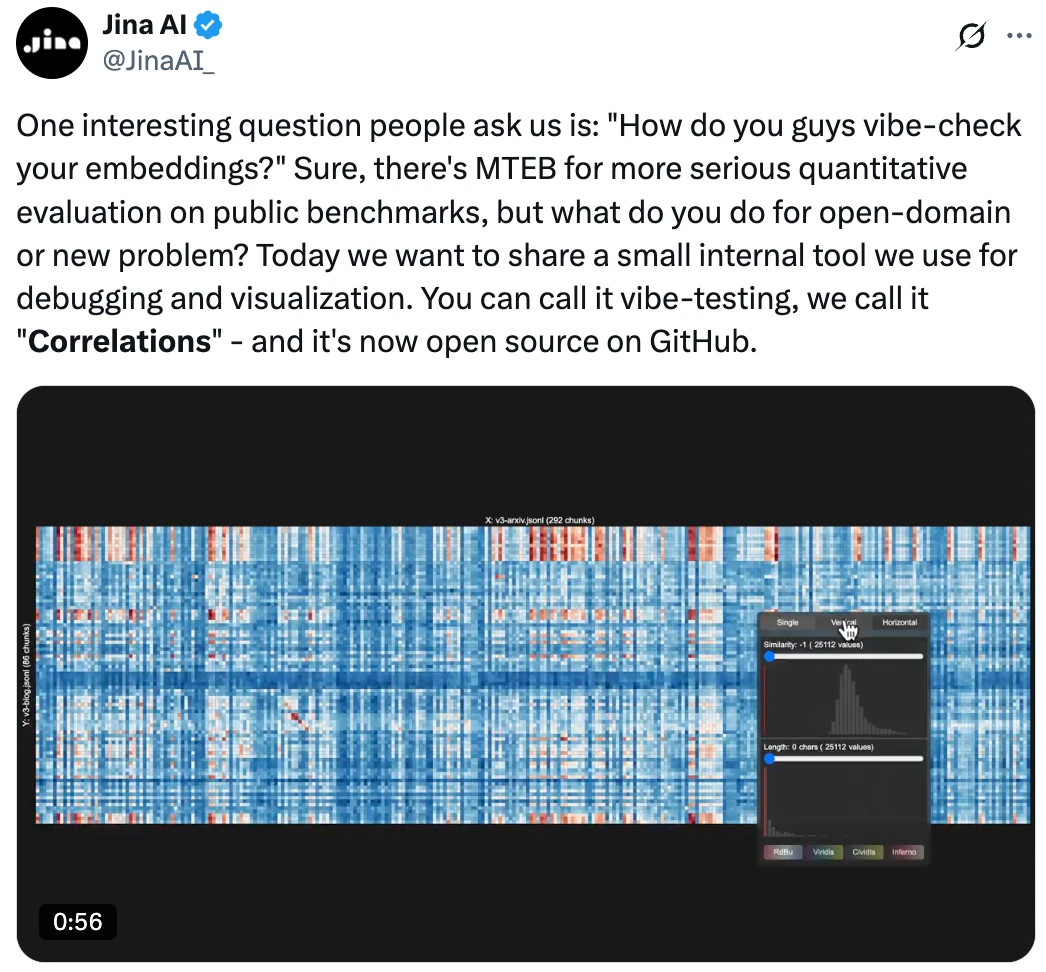 Jina AI
@JinaAI_
One interesting question people ask us is: "How do you guys vibe-check
your embeddings?" Sure, there's MTEB for more serious quantitative
evaluation on public benchmarks, but what do you do for open-domain
or new problem? Today we want to share a small internal tool we use for
debugging and visualization. You can call it vibe-testing, we call it
"Correlations" - and it's now open source on GitHub.
X: v3-arxiv.jsonl (292 chunks)
Y: v3-blog.jsonl (86 chunks)
Single Vertical Horizontal
Similarity: -1 ( 25112 values)
Length: 0 chars ( 25112 values)
RdBu Viridis Cividis Inferno
0:56